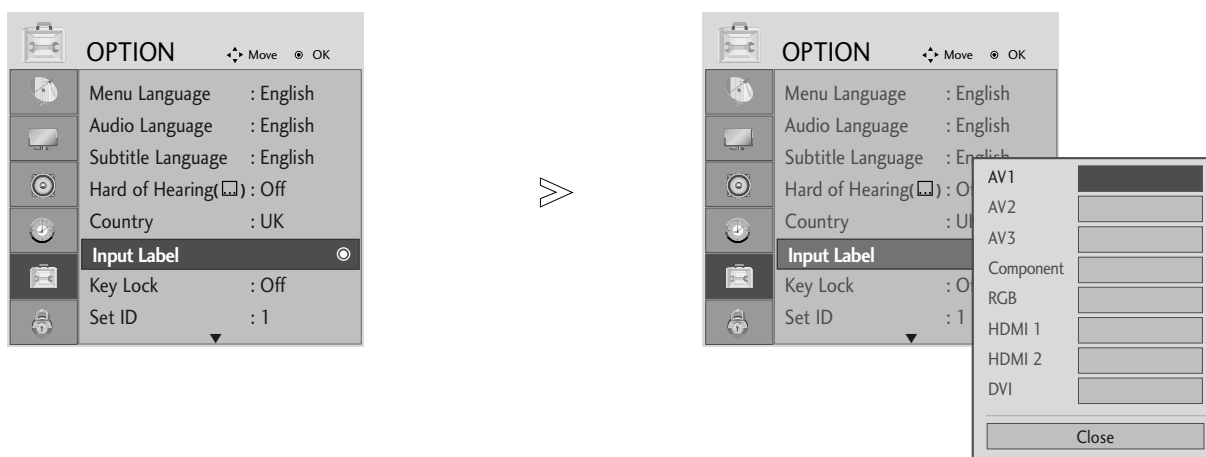 OPTION Move OK
Menu Language : English
Audio Language : English
Subtitle Language : English
Hard of Hearing( ) : Off
Country : UK
Input Label
Key Lock : Off
Set ID : 1
OPTION Move OK
Menu Language : English
Audio Language : English
Subtitle Language : English
Hard of Hearing( ) : O
Country : U
Input Label
Key Lock : O
Set ID : 1
AV1
AV2
AV3
Component
RGB
HDMI 1
HDMI 2
DVI
Close